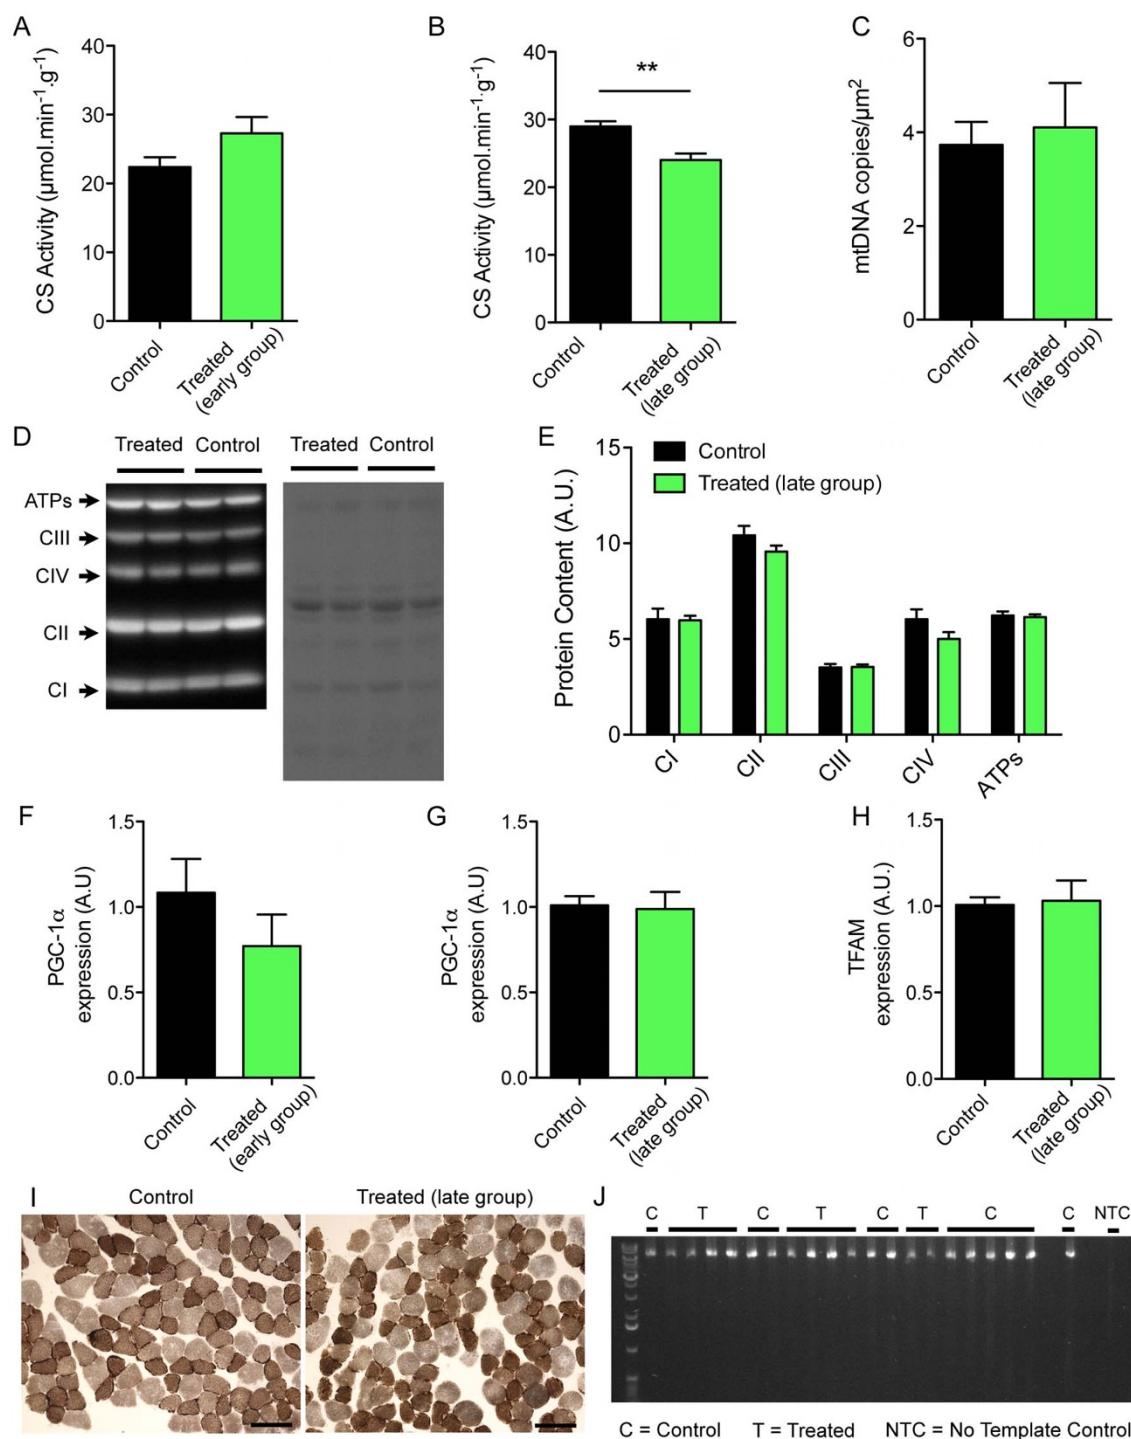 A
CS Activity (µmol.min⁻¹.g⁻¹)
40
30
20
10
0
Control
Treated
(early group)
B
CS Activity (µmol.min⁻¹.g⁻¹)
40
30
20
10
0
**
Control
Treated
(late group)
C
mtDNA copies/µm²
6
4
2
0
Control
Treated
(late group)
D
Treated Control
Treated Control
ATPs
CIII
CIV
CII
CI
E
Protein Content (A.U.)
15
10
5
0
Control
Treated (late group)
CI
CII
CIII
CIV
ATPs
F
PGC-1α
expression (A.U)
1.5
1.0
0.5
0.0
Control
Treated
(early group)
G
PGC-1α
expression (A.U)
1.5
1.0
0.5
0.0
Control
Treated
(late group)
H
TFAM
expression (A.U.)
1.5
1.0
0.5
0.0
Control
Treated
(late group)
I
Control
Treated (late group)
J
C T C T C T C C NTC
C = Control T = Treated NTC = No Template Control